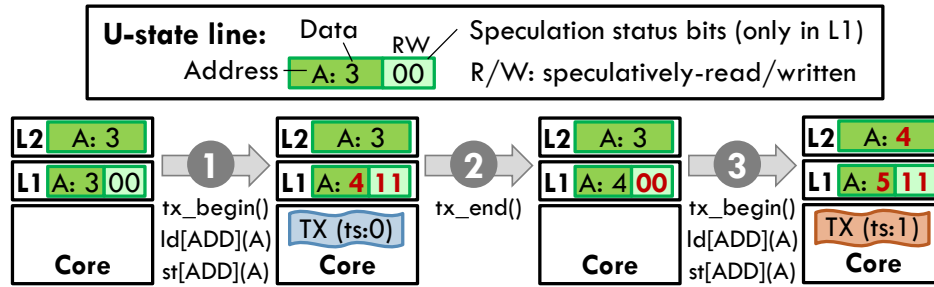 U-state line:
Data
RW
Speculation status bits (only in L1)
Address
A: 3
00
R/W: speculatively-read/written
L2 A: 3
L1 A: 3 00
Core
1
tx_begin()
ld[ADD](A)
st[ADD](A)
L2 A: 3
L1 A: 4 11
TX (ts:0)
Core
2
tx_end()
L2 A: 3
L1 A: 4 00
Core
3
tx_begin()
ld[ADD](A)
st[ADD](A)
L2 A: 4
L1 A: 5 11
TX (ts:1)
Core